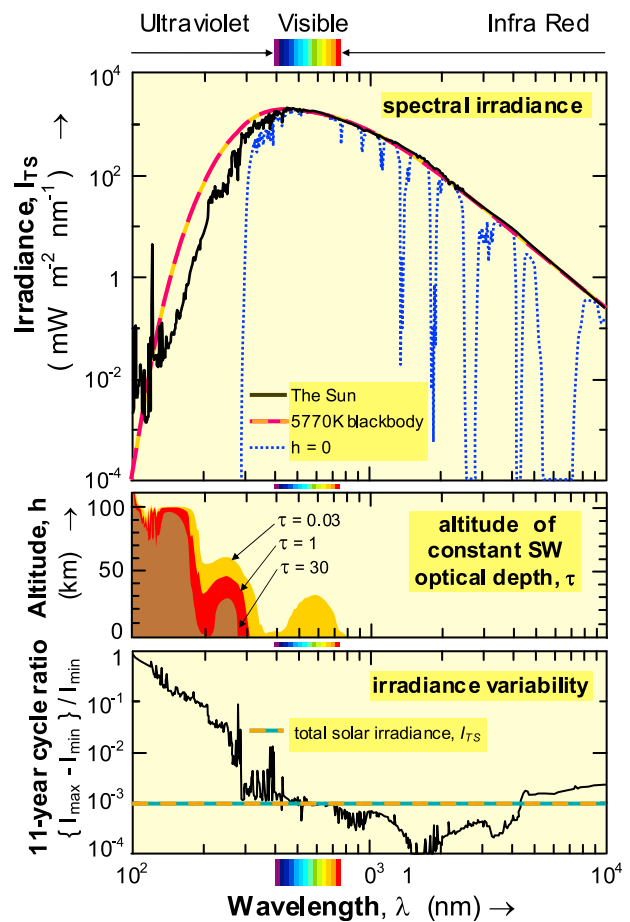 Ultraviolet Visible Infra Red
10⁴
10²
1
10⁻²
10⁻⁴
Irradiance, I_TS →
( mW m⁻² nm⁻¹ )
spectral irradiance
The Sun
5770K blackbody
h = 0
100
50
0
Altitude, h →
(km)
τ = 0.03
τ = 1
τ = 30
altitude of
constant SW
optical depth, τ
1
10⁻¹
10⁻²
10⁻³
10⁻⁴
11-year cycle ratio
{ I_max - I_min } / I_min
irradiance variability
total solar irradiance, I_TS
10² 0³ 1 10⁴
Wavelength, λ (nm) →